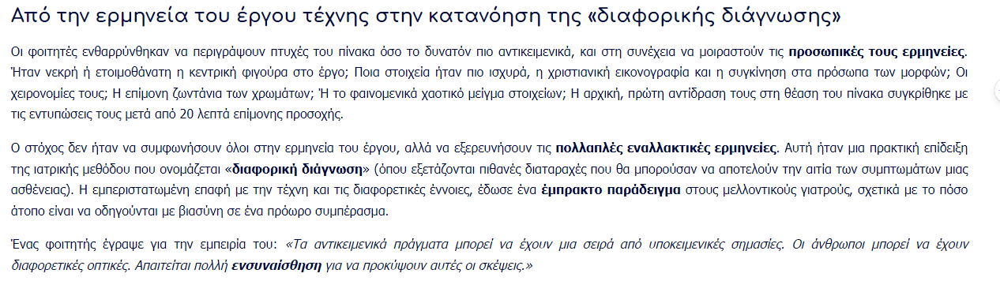 Από την ερμηνεία του έργου τέχνης στην κατανόηση της «διαφορικής διάγνωσης»
Οι φοιτητές ενθαρρύνθηκαν να περιγράψουν πτυχές του πίνακα όσο το δυνατόν πιο αντικειμενικά, και στη συνέχεια να μοιραστούν τις προσωπικές τους ερμηνείες.
Ήταν νεκρή ή ετοιμοθάνατη η κεντρική φιγούρα στο έργο; Ποια στοιχεία ήταν πιο ισχυρά, η χριστιανική εικονογραφία και η συγκίνηση στα πρόσωπα των μορφών; Οι
χειρονομίες τους; Η επίμονη ζωντάνια των χρωμάτων; Ή το φαινομενικά χαοτικό μείγμα στοιχείων; Η αρχική, πρώτη αντίδραση τους στη θέαση του πίνακα συγκρίθηκε με
τις εντυπώσεις τους μετά από 20 λεπτά επίμονης προσοχής.
Ο στόχος δεν ήταν να συμφωνήσουν όλοι στην ερμηνεία του έργου, αλλά να εξερευνήσουν τις πολλαπλές εναλλακτικές ερμηνείες. Αυτή ήταν μια πρακτική επίδειξη
της ιατρικής μεθόδου που ονομάζεται «διαφορική διάγνωση» (όπου εξετάζονται πιθανές διαταραχές που θα μπορούσαν να αποτελούν την αιτία των συμπτωμάτων μιας
ασθένειας). Η εμπεριστατωμένη επαφή με την τέχνη και τις διαφορετικές έννοιες, έδωσε ένα έμπρακτο παράδειγμα στους μελλοντικούς γιατρούς, σχετικά με το πόσο
άτοπο είναι να οδηγούνται με βιασύνη σε ένα πρόωρο συμπέρασμα.
Ένας φοιτητής έγραψε για την εμπειρία του: «Τα αντικειμενικά πράγματα μπορεί να έχουν μια σειρά από υποκειμενικές σημασίες. Οι άνθρωποι μπορεί να έχουν
διαφορετικές οπτικές. Απαιτείται πολλή ενσυναίσθηση για να προκύψουν αυτές οι σκέψεις.»